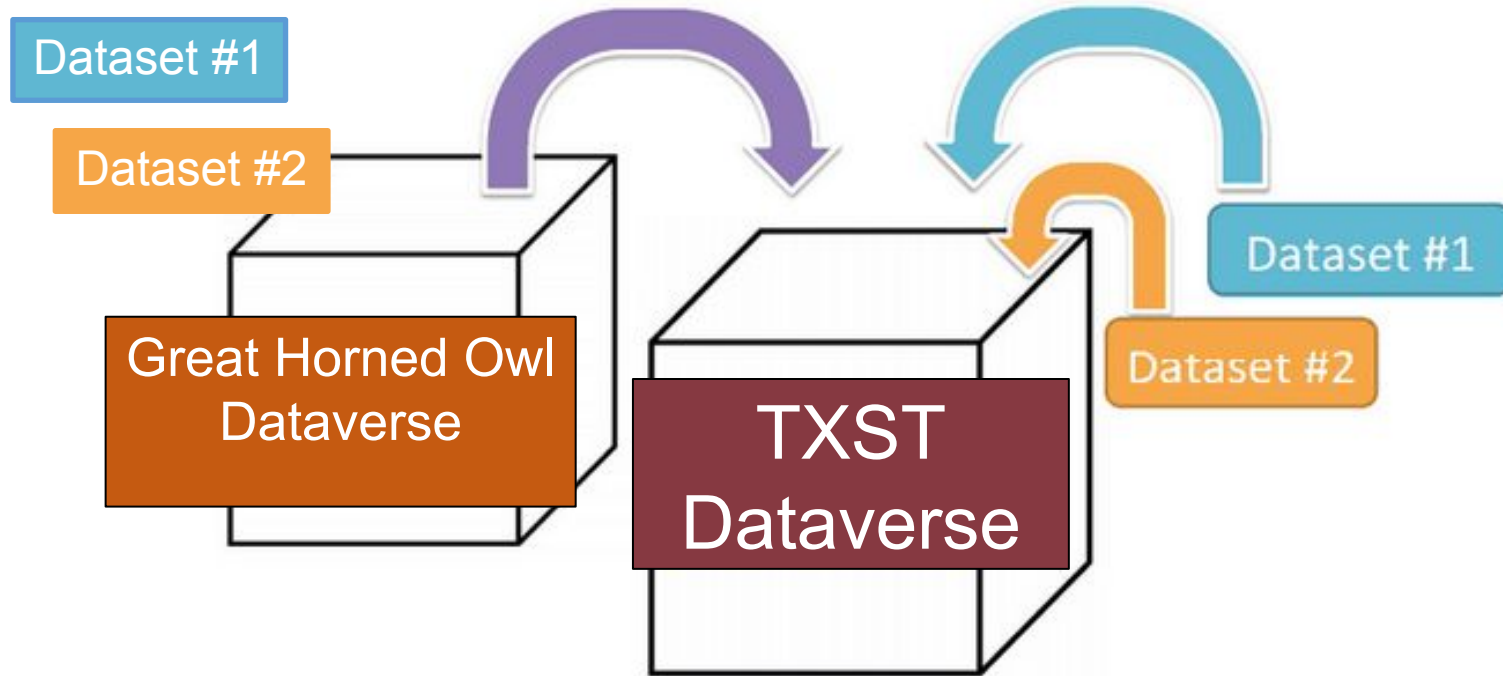 Dataset #1
Dataset #2
Great Horned Owl
Dataverse
TXST
Dataverse
Dataset #1
Dataset #2